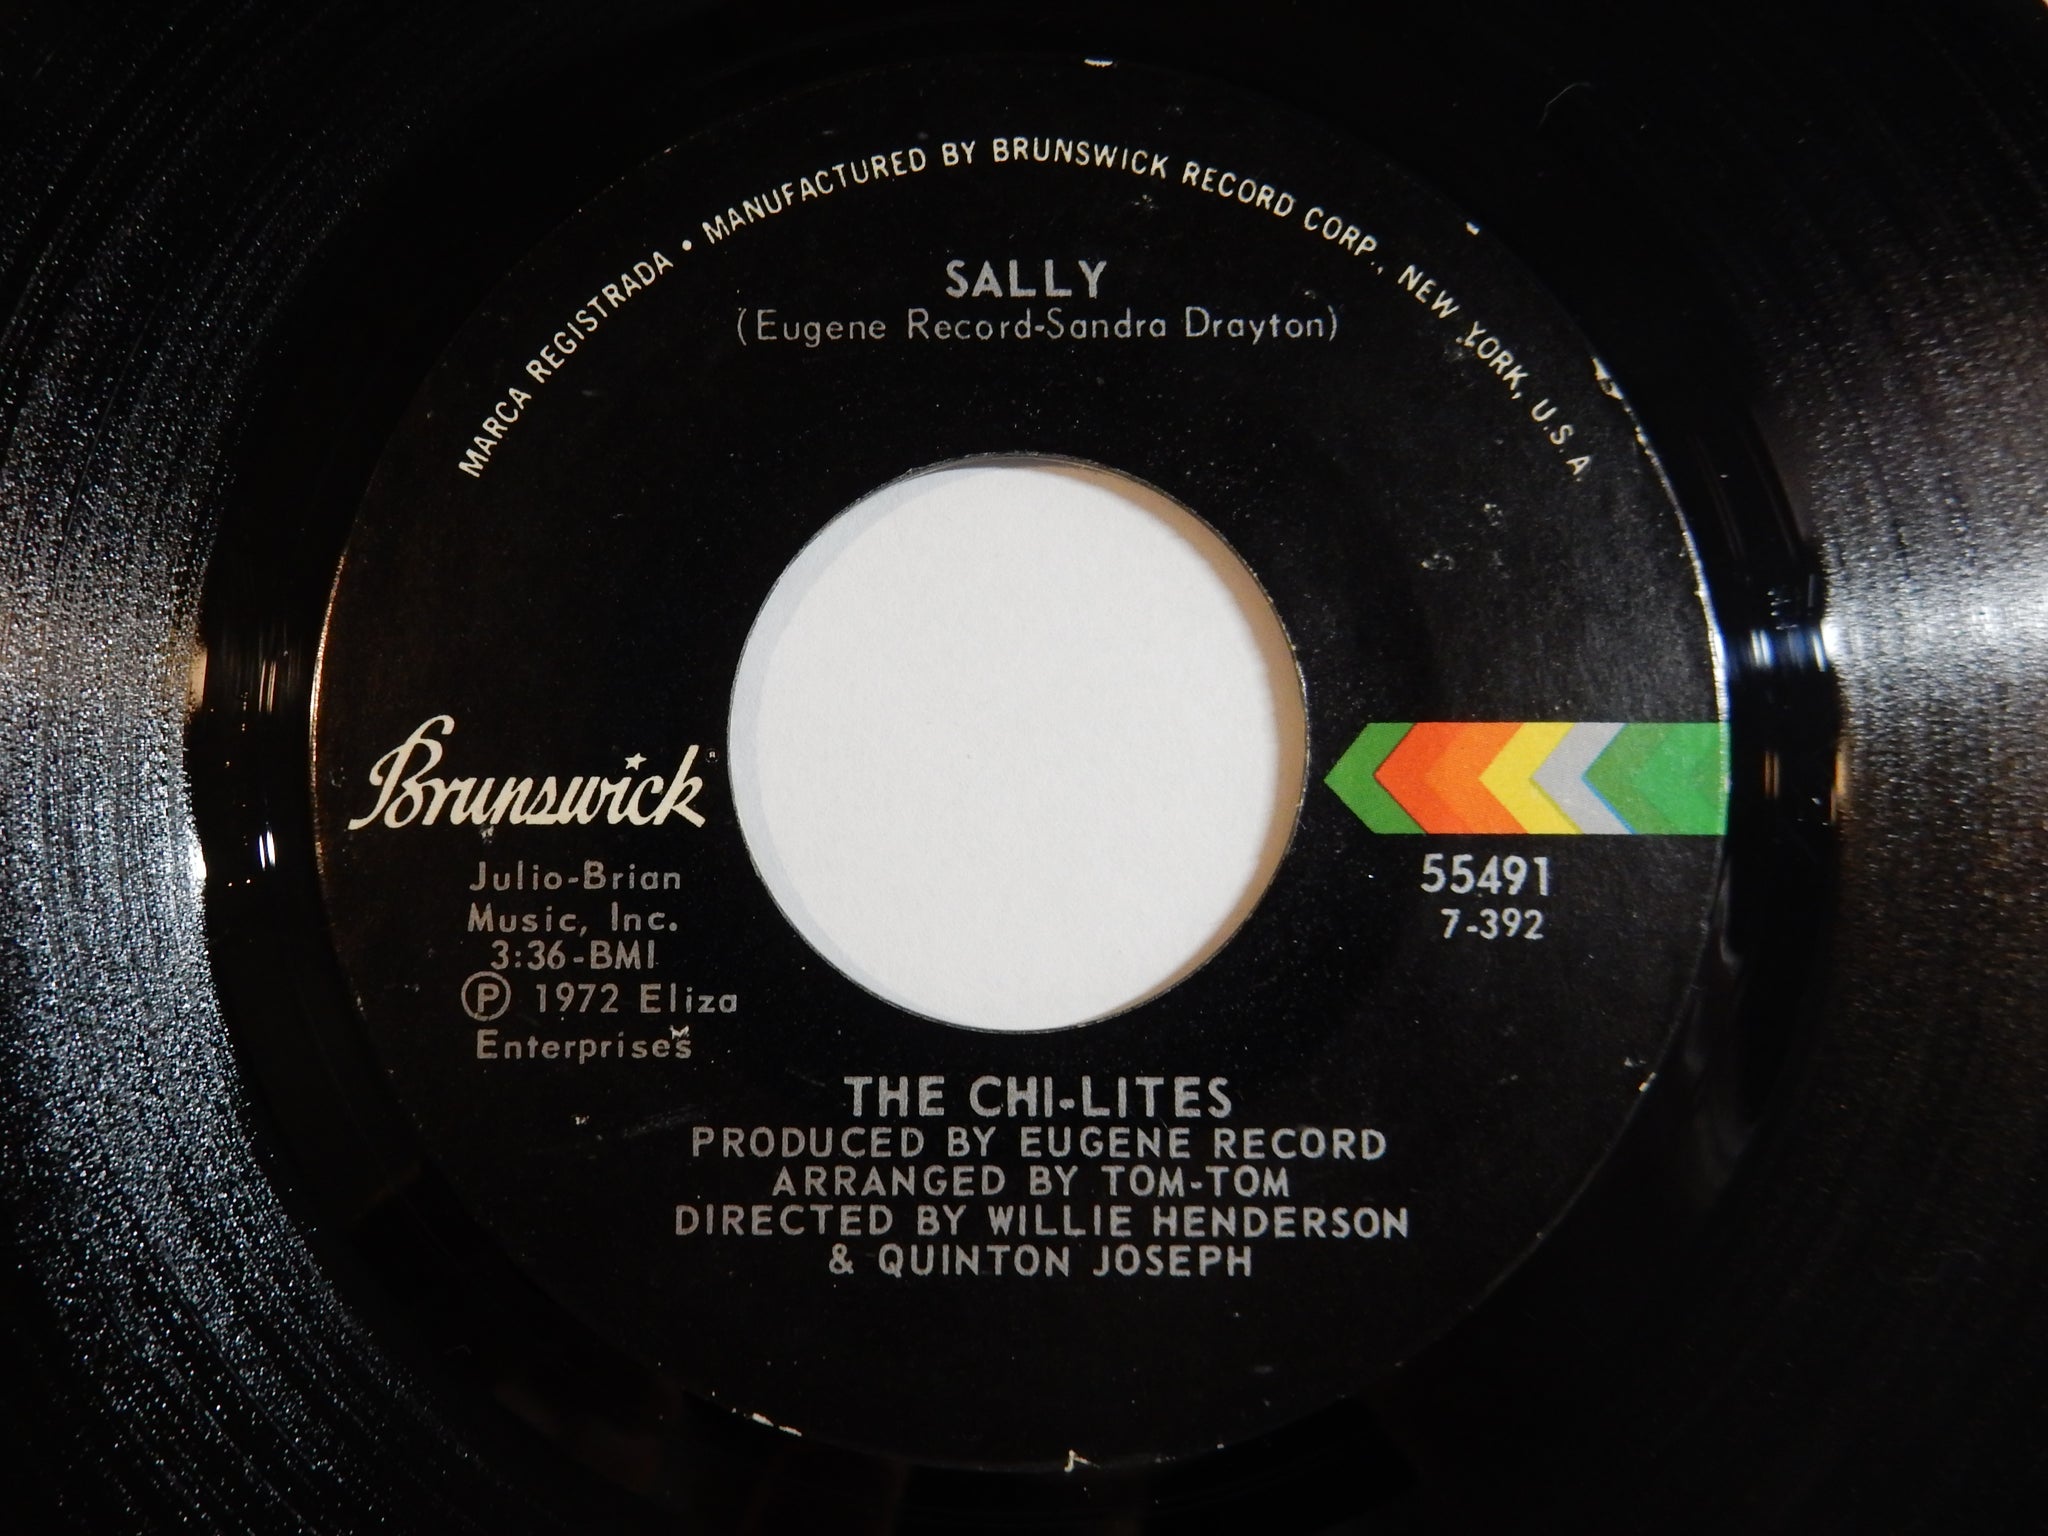 MARCA REGISTRADA • MANUFACTURED BY BRUNSWICK RECORD CORP., NEW YORK, U.S.A
SALLY
(Eugene Record-Sandra Drayton)
Brunswick®
Julio-Brian
Music, Inc.
3:36-BMI
Ⓟ 1972 Eliza
Enterprises
55491
7-392
THE CHI-LITES
PRODUCED BY EUGENE RECORD
ARRANGED BY TOM-TOM
DIRECTED BY WILLIE HENDERSON
& QUINTON JOSEPH